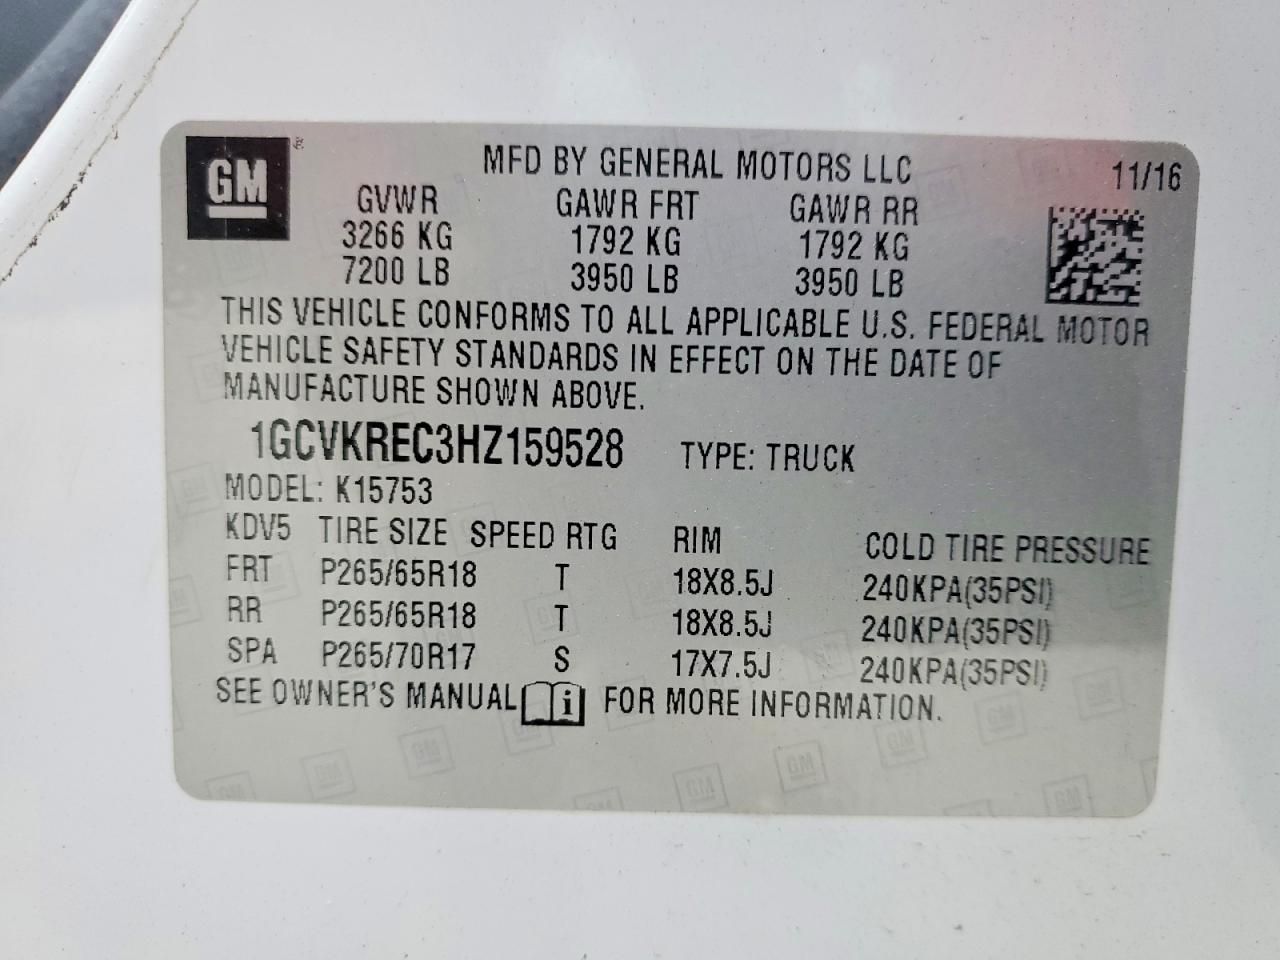 GM
MFD BY GENERAL MOTORS LLC 11/16
GVWR GAWR FRT GAWR RR
3266 KG 1792 KG 1792 KG
7200 LB 3950 LB 3950 LB
THIS VEHICLE CONFORMS TO ALL APPLICABLE U.S. FEDERAL MOTOR
VEHICLE SAFETY STANDARDS IN EFFECT ON THE DATE OF
MANUFACTURE SHOWN ABOVE.
1GCVKREC3HZ159528 TYPE: TRUCK
MODEL: K15753
KDV5 TIRE SIZE SPEED RTG RIM COLD TIRE PRESSURE
FRT P265/65R18 T 18X8.5J 240KPA(35PSI)
RR P265/65R18 T 18X8.5J 240KPA(35PSI)
SPA P265/70R17 S 17X7.5J 240KPA(35PSI)
SEE OWNER'S MANUAL i FOR MORE INFORMATION.